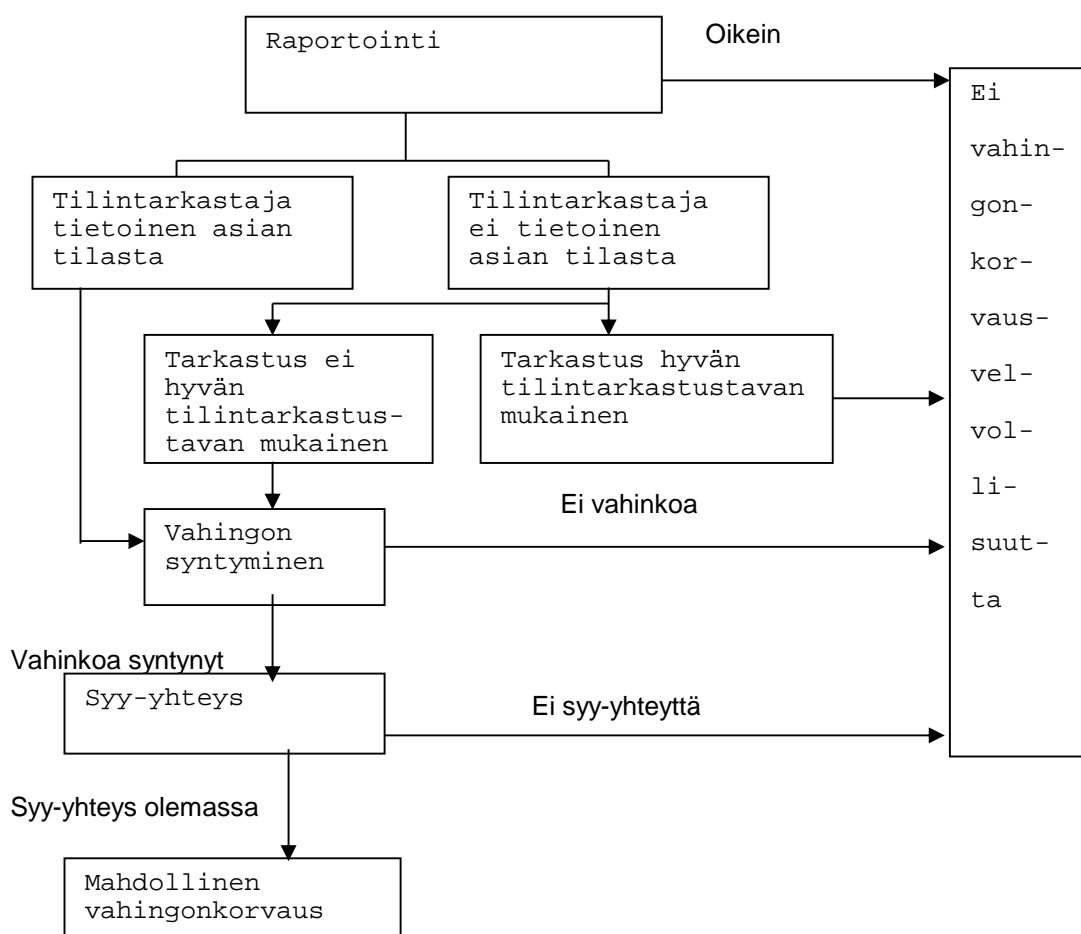 Raportointi
Oikein
Ei
vahin-
gon-
kor-
vaus-
vel-
vol-
li-
suut-
ta
Tilintarkastaja
tietoinen asian
tilasta
Tilintarkastaja
ei tietoinen
asian tilasta
Tarkastus ei
hyvän
tilintarkastus-
tavan mukainen
Tarkastus hyvän
tilintarkastustavan
mukainen
Ei vahinkoa
Vahingon
syntyminen
Vahinkoa syntynyt
Syy-yhteys
Ei syy-yhteyttä
Syy-yhteys olemassa
Mahdollinen
vahingonkorvaus